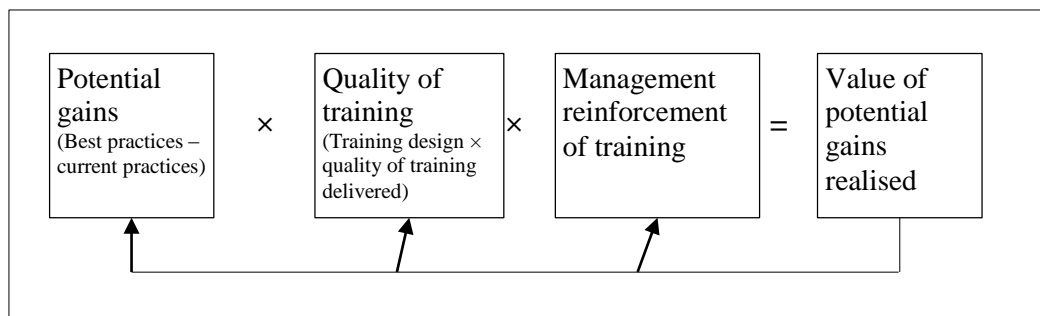 Potential
gains
(Best practices –
current practices)
×
Quality of
training
(Training design ×
quality of training
delivered)
×
Management
reinforcement
of training
=
Value of
potential
gains
realised